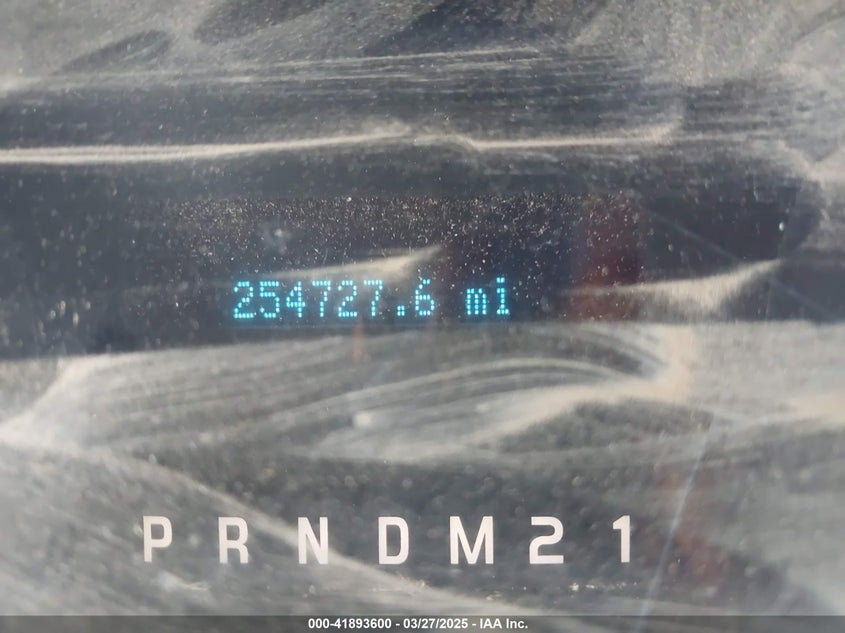 254727.6 mi
P R N D M 2 1
000-41893600 - 03/27/2025 - IAA Inc.